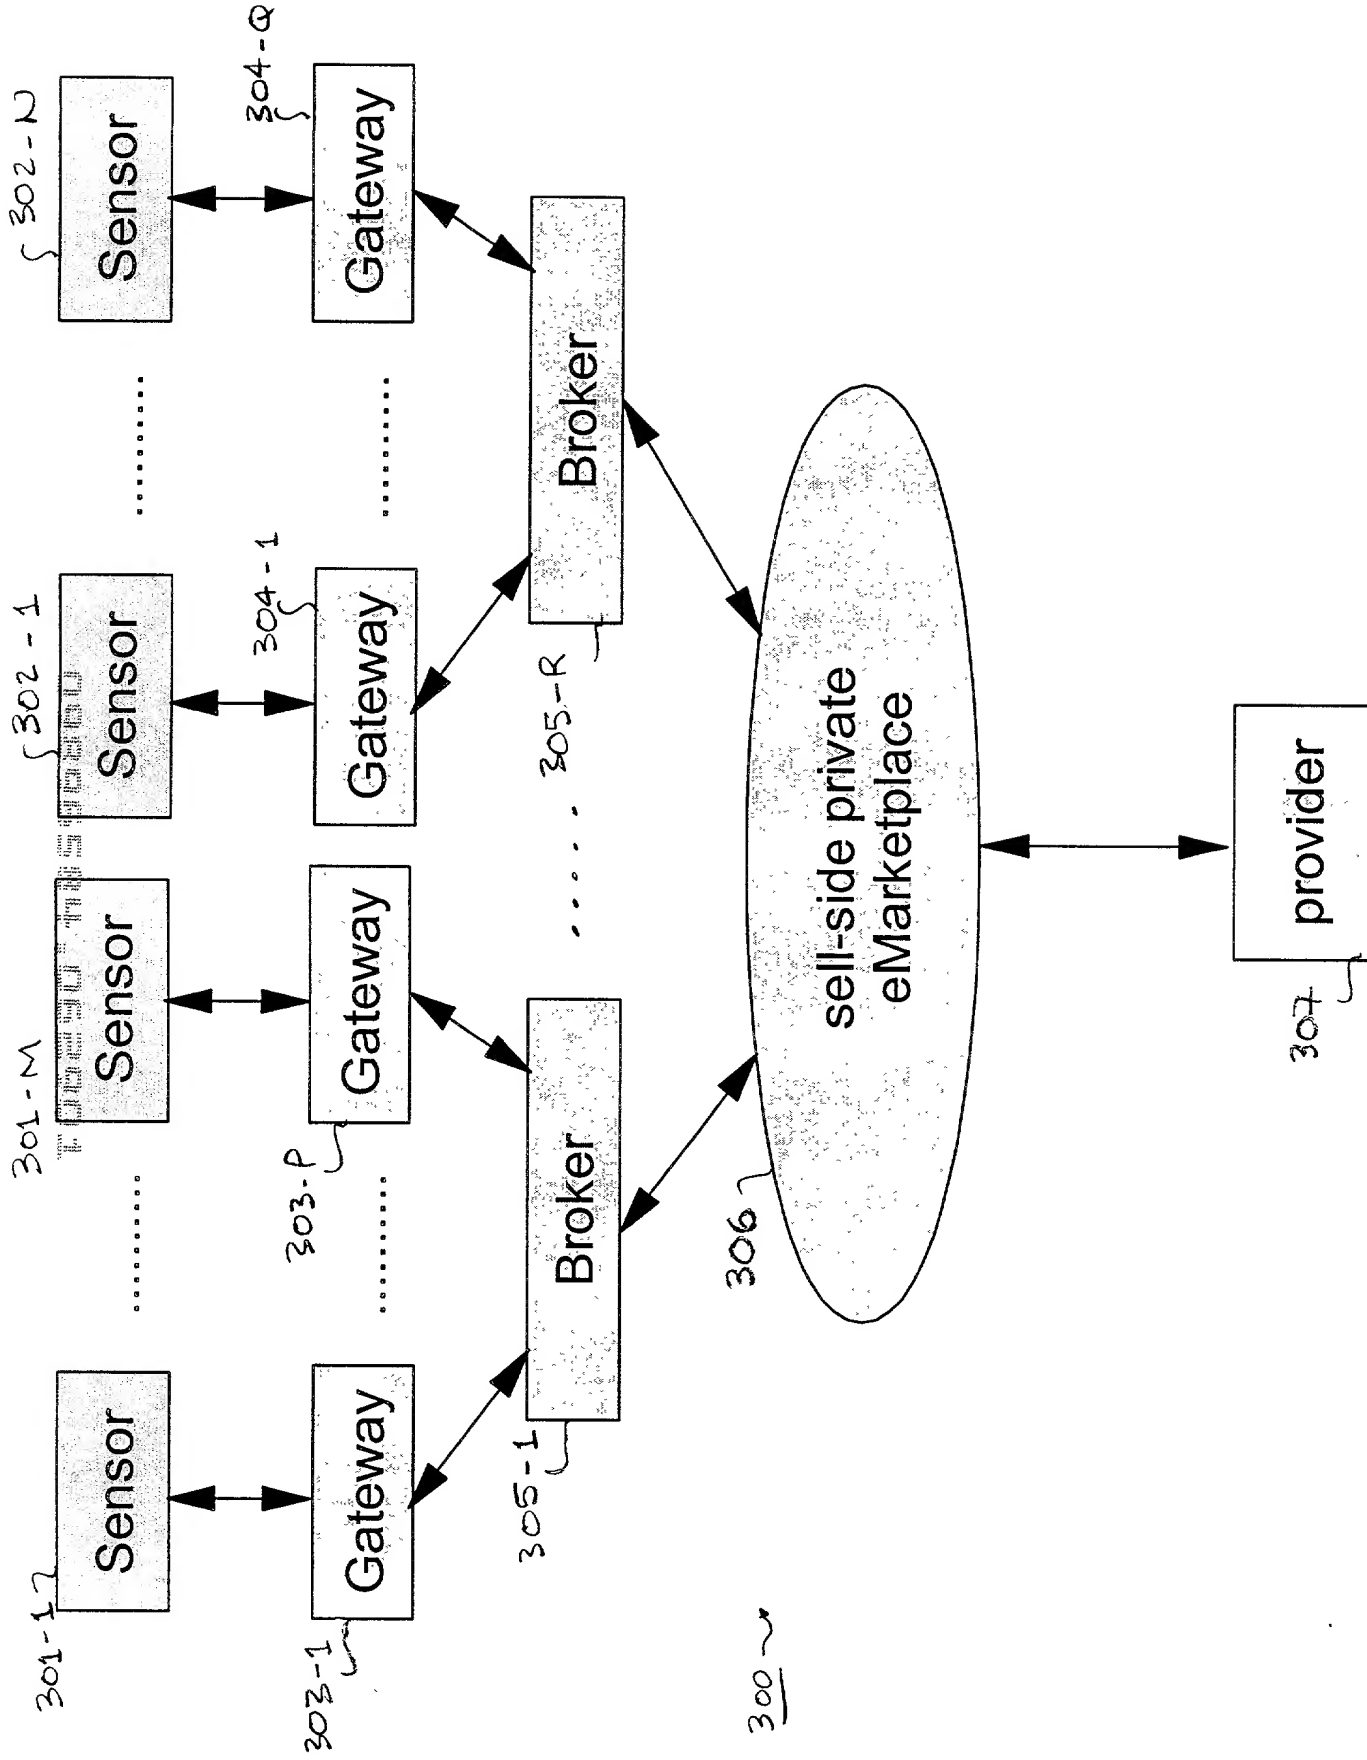 301-1
301-M
302-1
302-N
Sensor
Sensor
Sensor
Sensor
303-1
303-P
304-1
304-Q
Gateway
Gateway
Gateway
Gateway
305-1
305-R
Broker
Broker
306
sell-side private
eMarketplace
300
307
provider